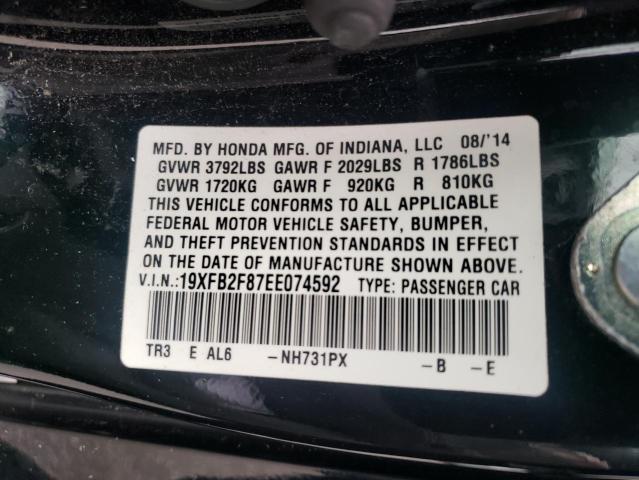 MFD. BY HONDA MFG. OF INDIANA, LLC 08/'14
GVWR 3792LBS GAWR F 2029LBS R 1786LBS
GVWR 1720KG GAWR F 920KG R 810KG
THIS VEHICLE CONFORMS TO ALL APPLICABLE
FEDERAL MOTOR VEHICLE SAFETY, BUMPER,
AND THEFT PREVENTION STANDARDS IN EFFECT
ON THE DATE OF MANUFACTURE SHOWN ABOVE.
V.I.N.:19XFB2F87EE074592 TYPE: PASSENGER CAR
TR3 E AL6 -NH731PX -B -E